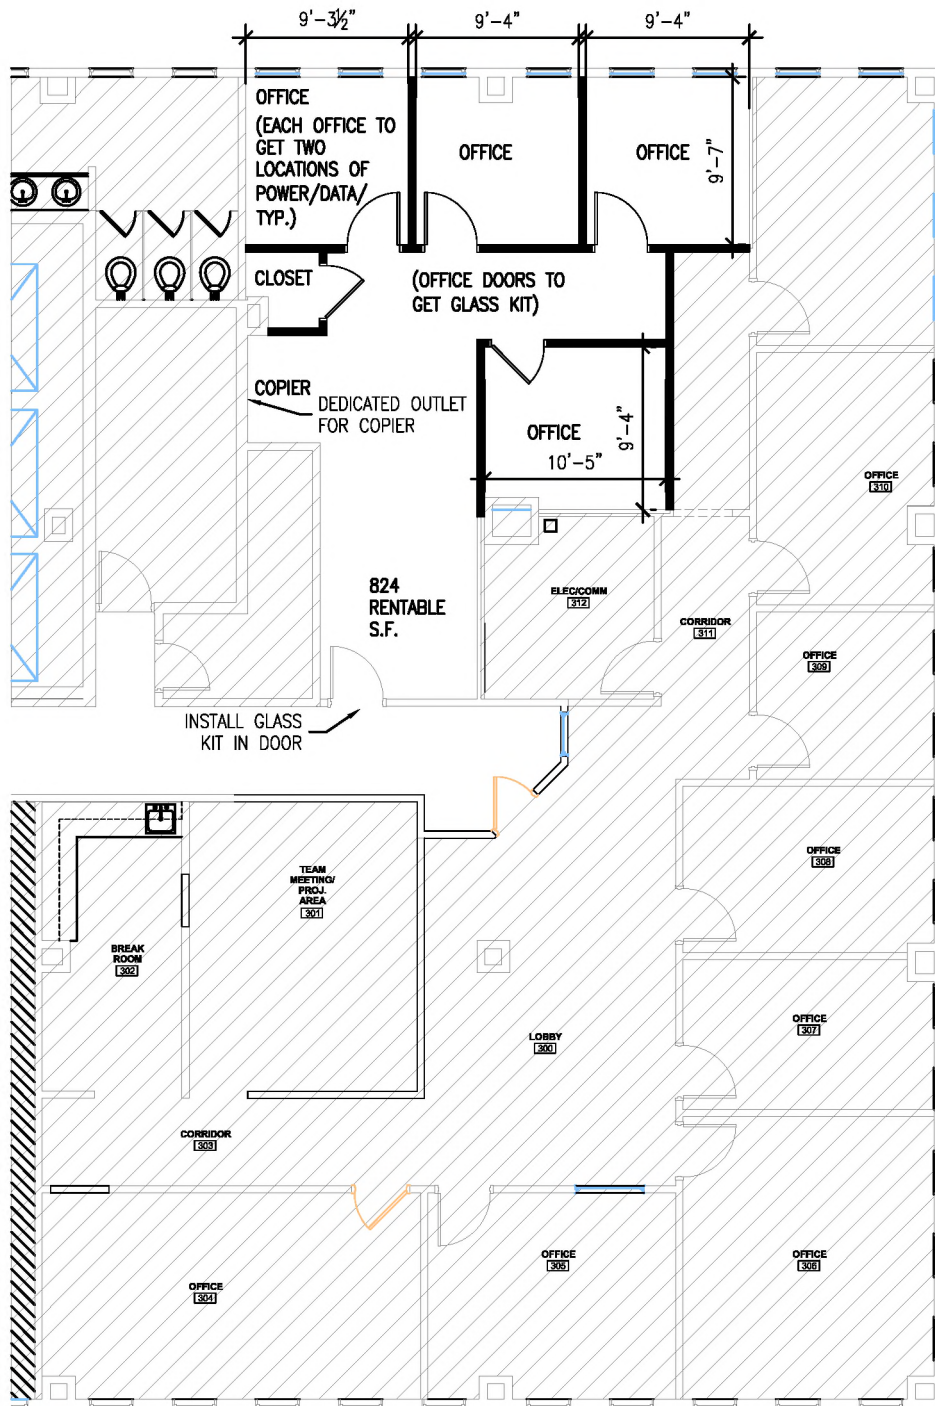 9'-3½"
9'-4"
9'-4"
OFFICE
(EACH OFFICE TO
GET TWO
LOCATIONS OF
POWER/DATA/
TYP.)
OFFICE
OFFICE
9'-7"
CLOSET
(OFFICE DOORS TO
GET GLASS KIT)
COPIER
DEDICATED OUTLET
FOR COPIER
OFFICE
9'-4"
10'-5"
OFFICE
310
824
RENTABLE
S.F.
ELEC/COMM
312
CORRIDOR
311
OFFICE
309
INSTALL GLASS
KIT IN DOOR
TEAM
MEETING/
PROJ.
AREA
301
OFFICE
308
BREAK
ROOM
302
OFFICE
307
LOBBY
300
CORRIDOR
303
OFFICE
304
OFFICE
305
OFFICE
306